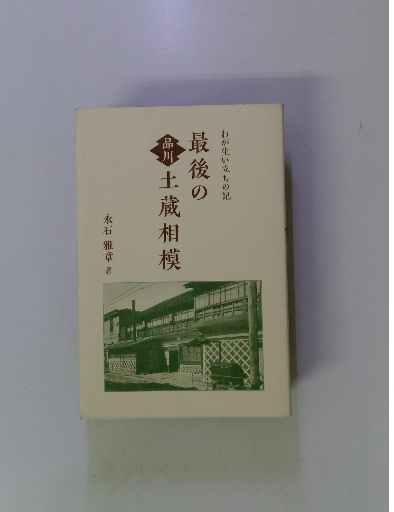 わが生い立ちの記
最後の
品川
土蔵相模
永石 雅章 著